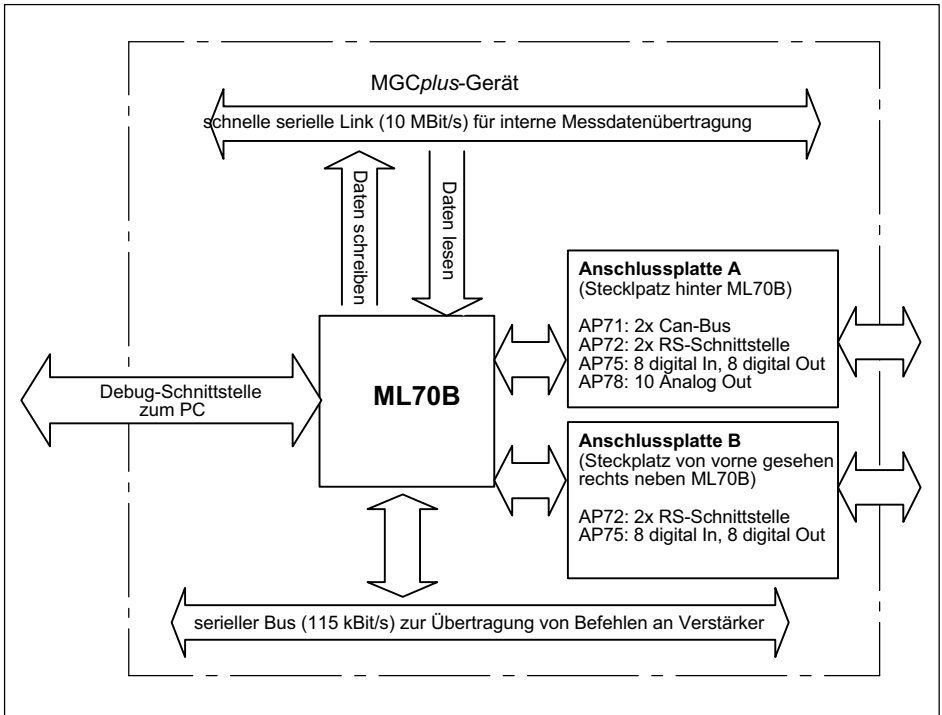 MGCplus-Gerät
schnelle serielle Link (10 MBit/s) für interne Messdatenübertragung
Daten schreiben
Daten lesen
Anschlussplatte A
(Stecklpatz hinter ML70B)
AP71: 2x Can-Bus
AP72: 2x RS-Schnittstelle
AP75: 8 digital In, 8 digital Out
AP78: 10 Analog Out
Debug-Schnittstelle
zum PC
ML70B
Anschlussplatte B
(Steckplatz von vorne gesehen
rechts neben ML70B)
AP72: 2x RS-Schnittstelle
AP75: 8 digital In, 8 digital Out
serieller Bus (115 kBit/s) zur Übertragung von Befehlen an Verstärker